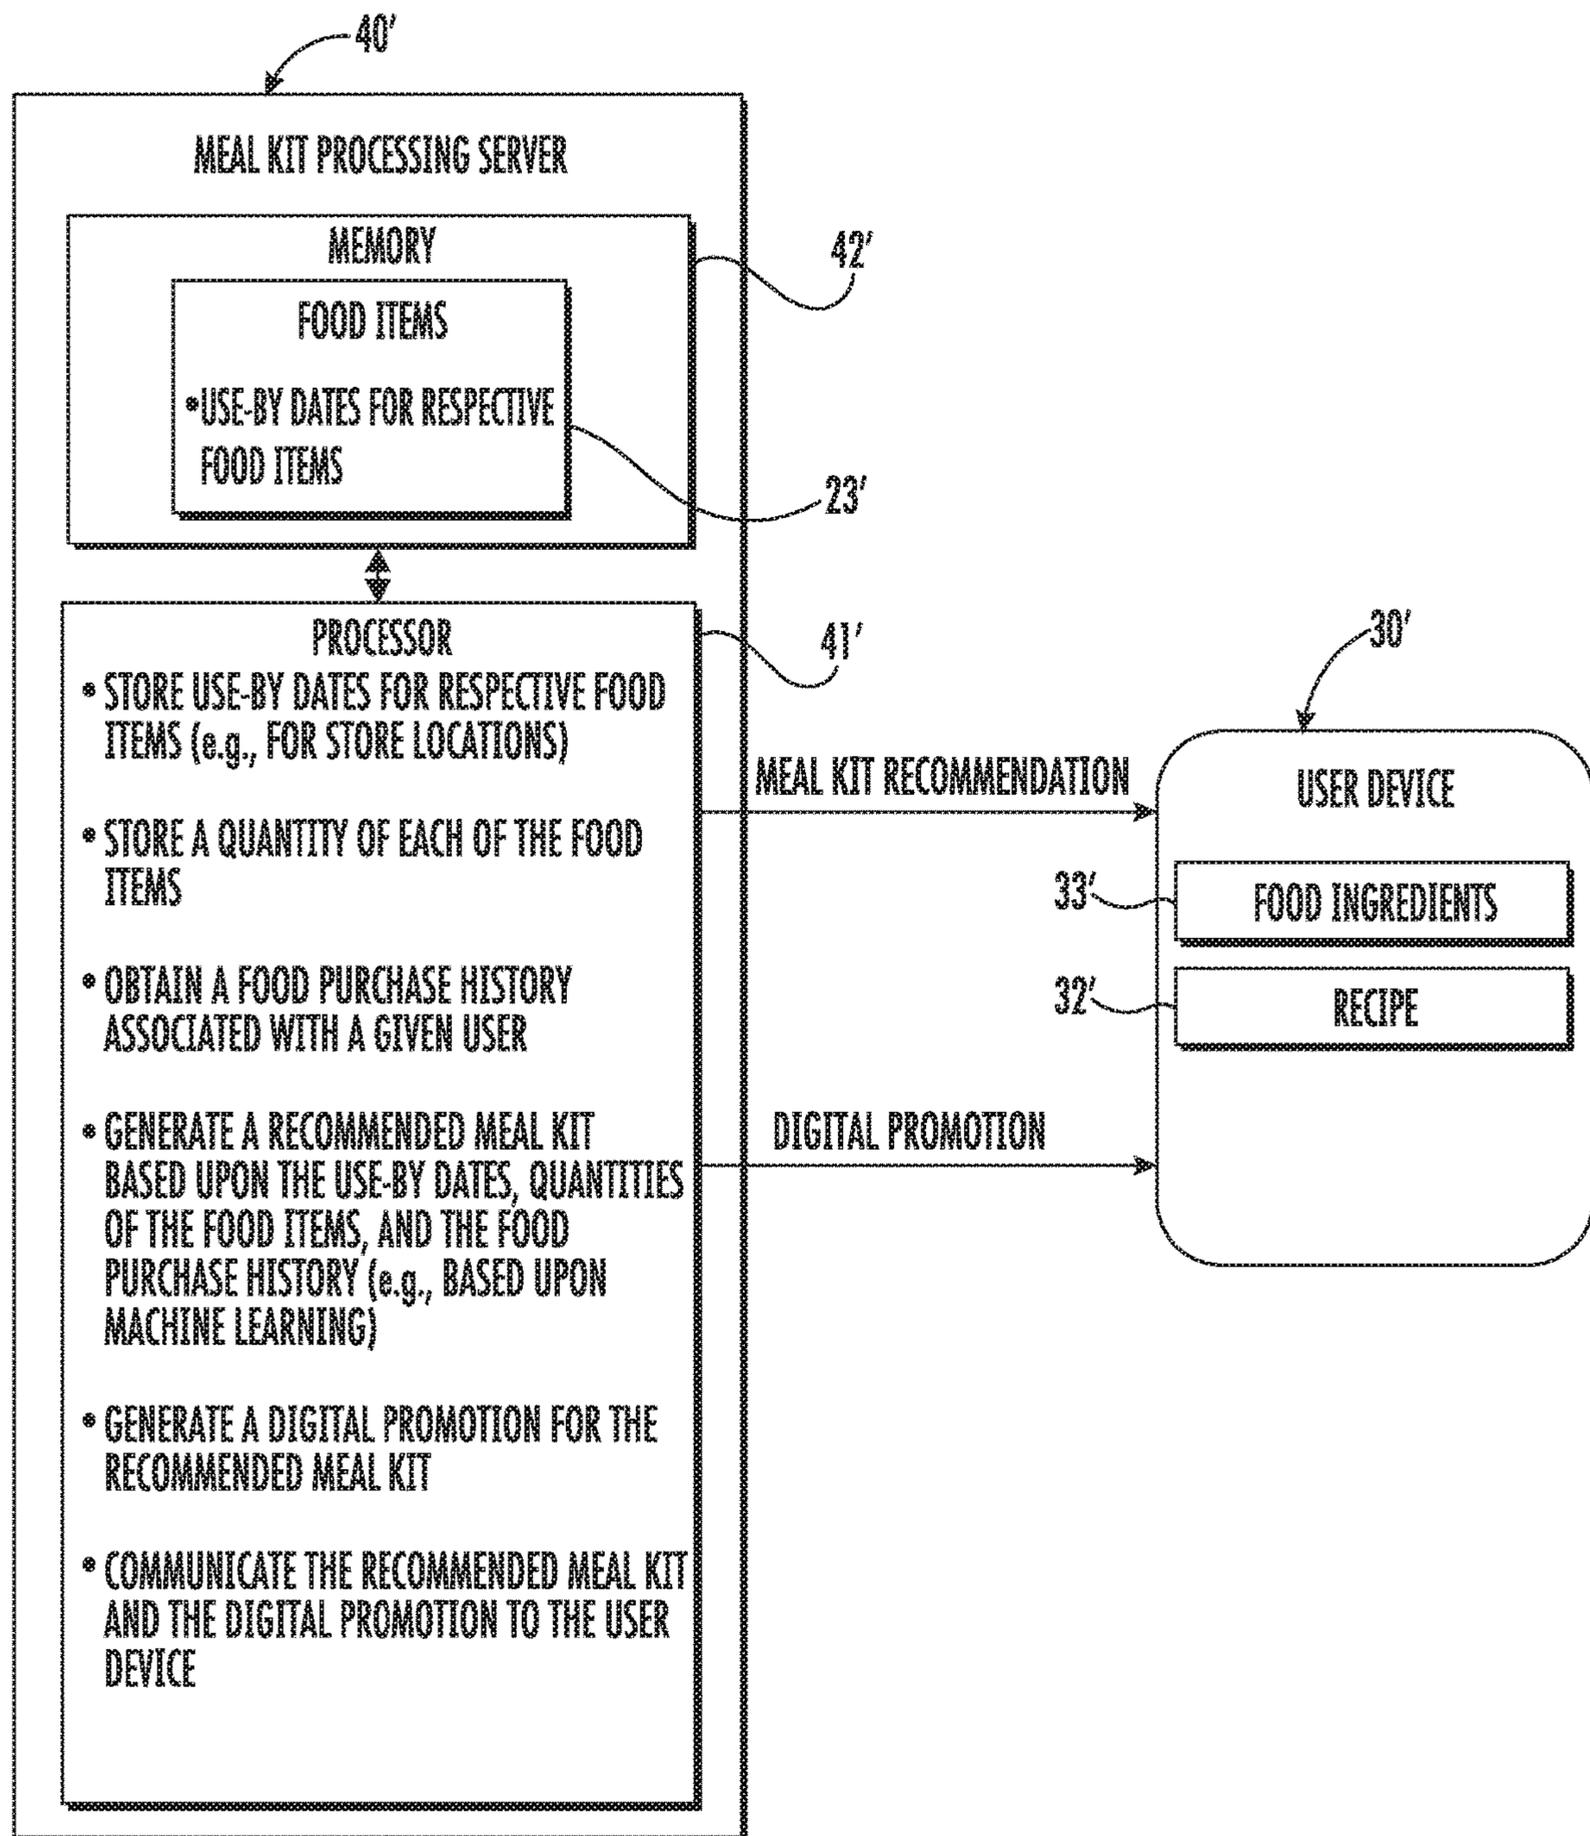 40′
MEAL KIT PROCESSING SERVER
MEMORY
42′
FOOD ITEMS
•USE-BY DATES FOR RESPECTIVE
FOOD ITEMS
23′
PROCESSOR
41′
• STORE USE-BY DATES FOR RESPECTIVE FOOD
ITEMS (e.g., FOR STORE LOCATIONS)
• STORE A QUANTITY OF EACH OF THE FOOD
ITEMS
• OBTAIN A FOOD PURCHASE HISTORY
ASSOCIATED WITH A GIVEN USER
• GENERATE A RECOMMENDED MEAL KIT
BASED UPON THE USE-BY DATES, QUANTITIES
OF THE FOOD ITEMS, AND THE FOOD
PURCHASE HISTORY (e.g., BASED UPON
MACHINE LEARNING)
• GENERATE A DIGITAL PROMOTION FOR THE
RECOMMENDED MEAL KIT
• COMMUNICATE THE RECOMMENDED MEAL KIT
AND THE DIGITAL PROMOTION TO THE USER
DEVICE
MEAL KIT RECOMMENDATION
DIGITAL PROMOTION
30′
USER DEVICE
33′
FOOD INGREDIENTS
32′
RECIPE